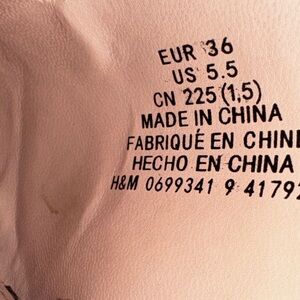 EUR 36
US 5.5
CN 225 (1,5)
MADE IN CHINA
FABRIQUÉ EN CHINE
HECHO EN CHINA
H&M 0699341 9 41792